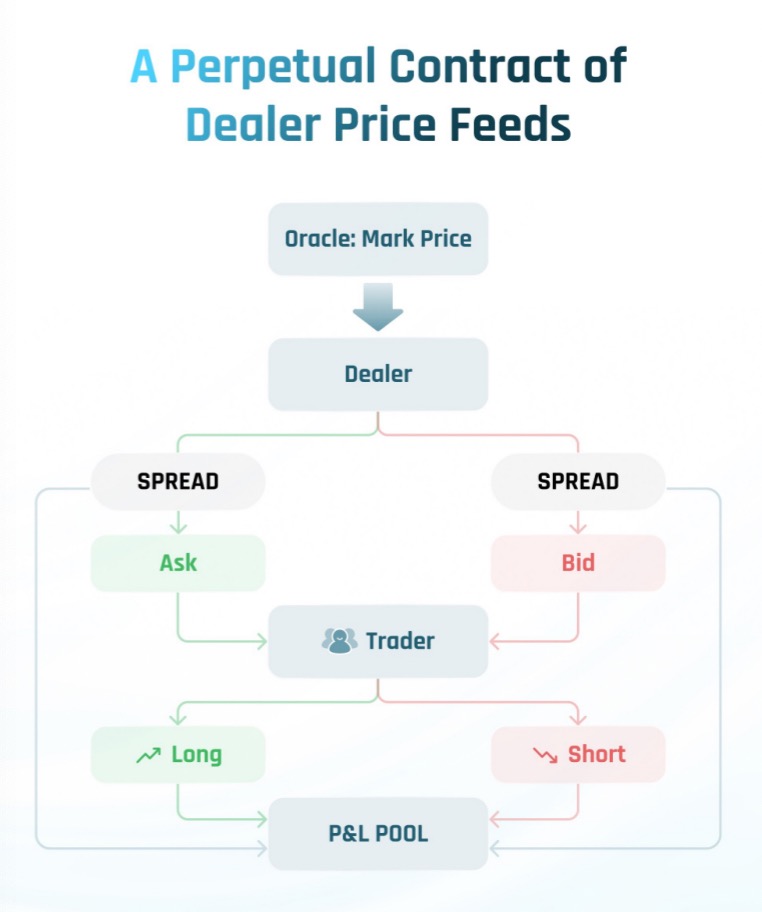 A Perpetual Contract of
Dealer Price Feeds
Oracle: Mark Price
Dealer
SPREAD
SPREAD
Ask
Bid
Trader
Long
Short
P&L POOL